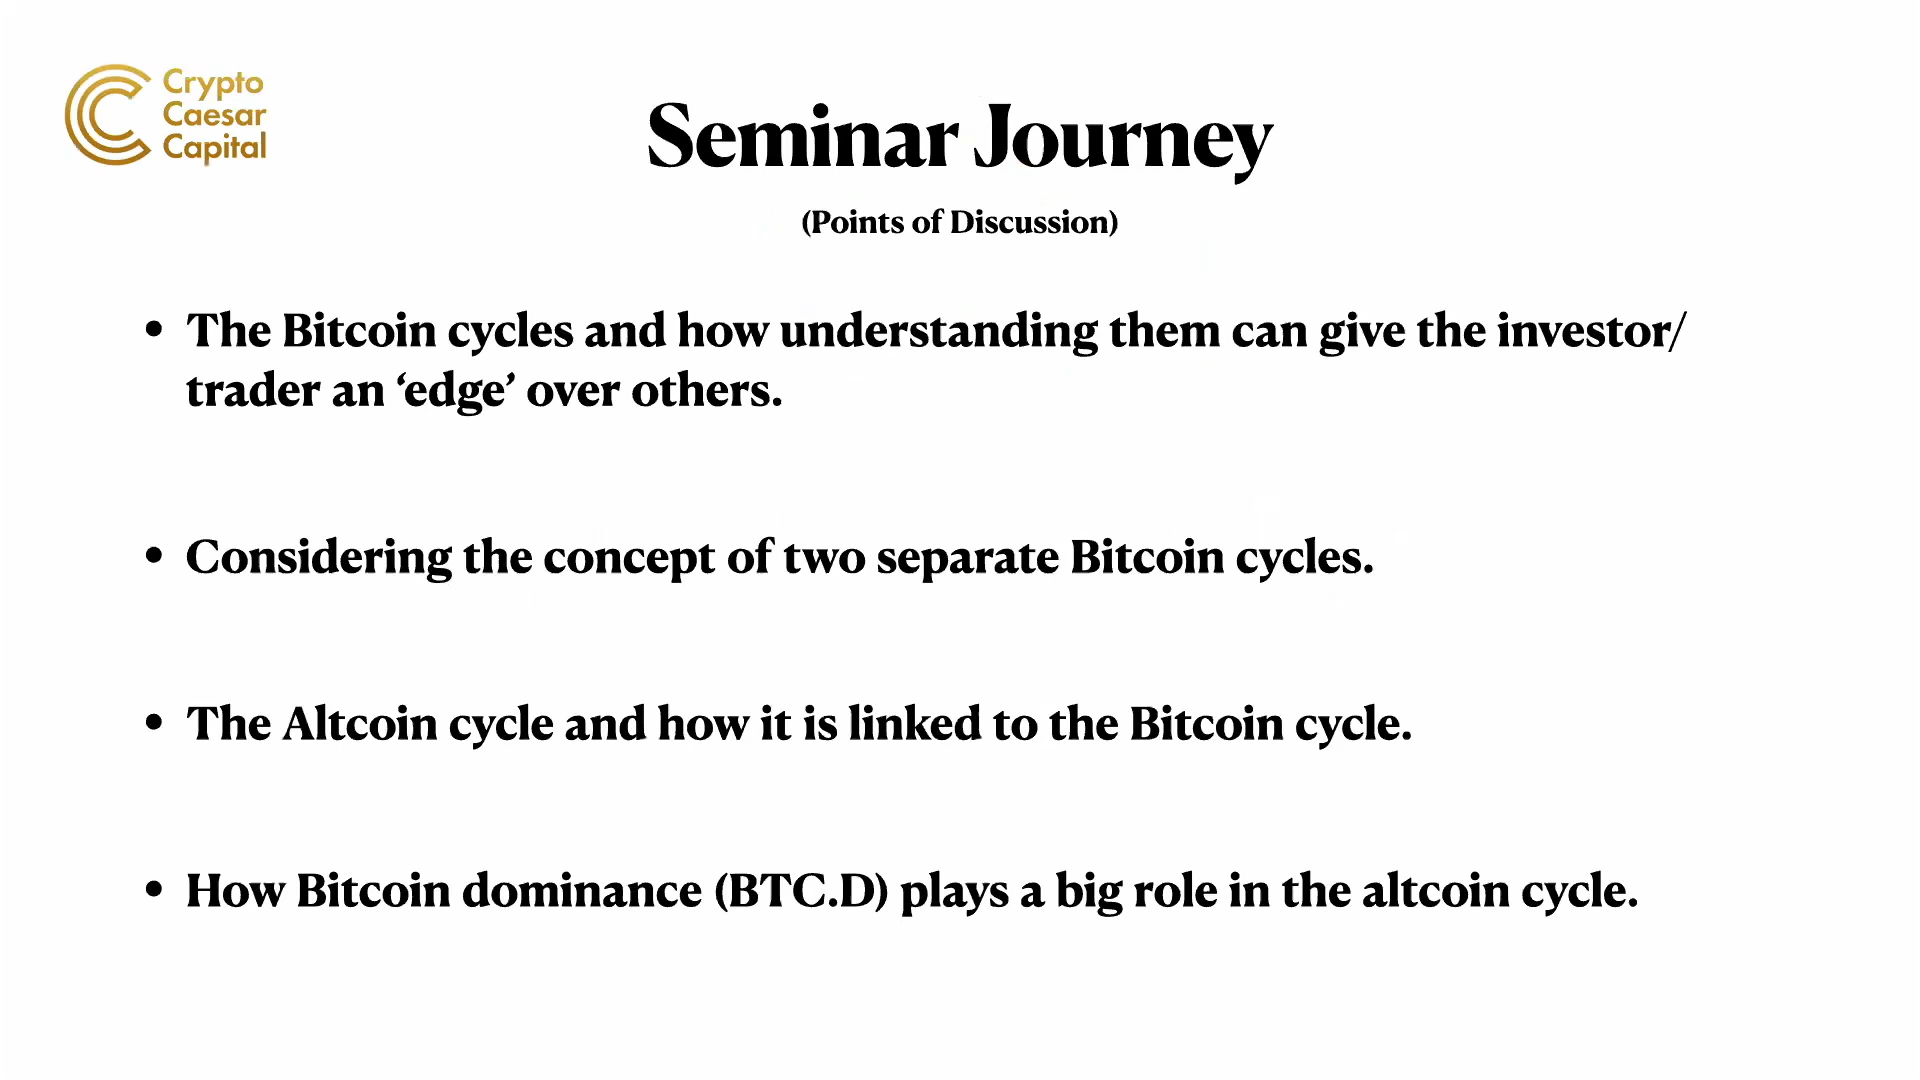 Crypto
Caesar
Capital
Seminar Journey
(Points of Discussion)
• The Bitcoin cycles and how understanding them can give the investor/
trader an ‘edge’ over others.
• Considering the concept of two separate Bitcoin cycles.
• The Altcoin cycle and how it is linked to the Bitcoin cycle.
• How Bitcoin dominance (BTC.D) plays a big role in the altcoin cycle.